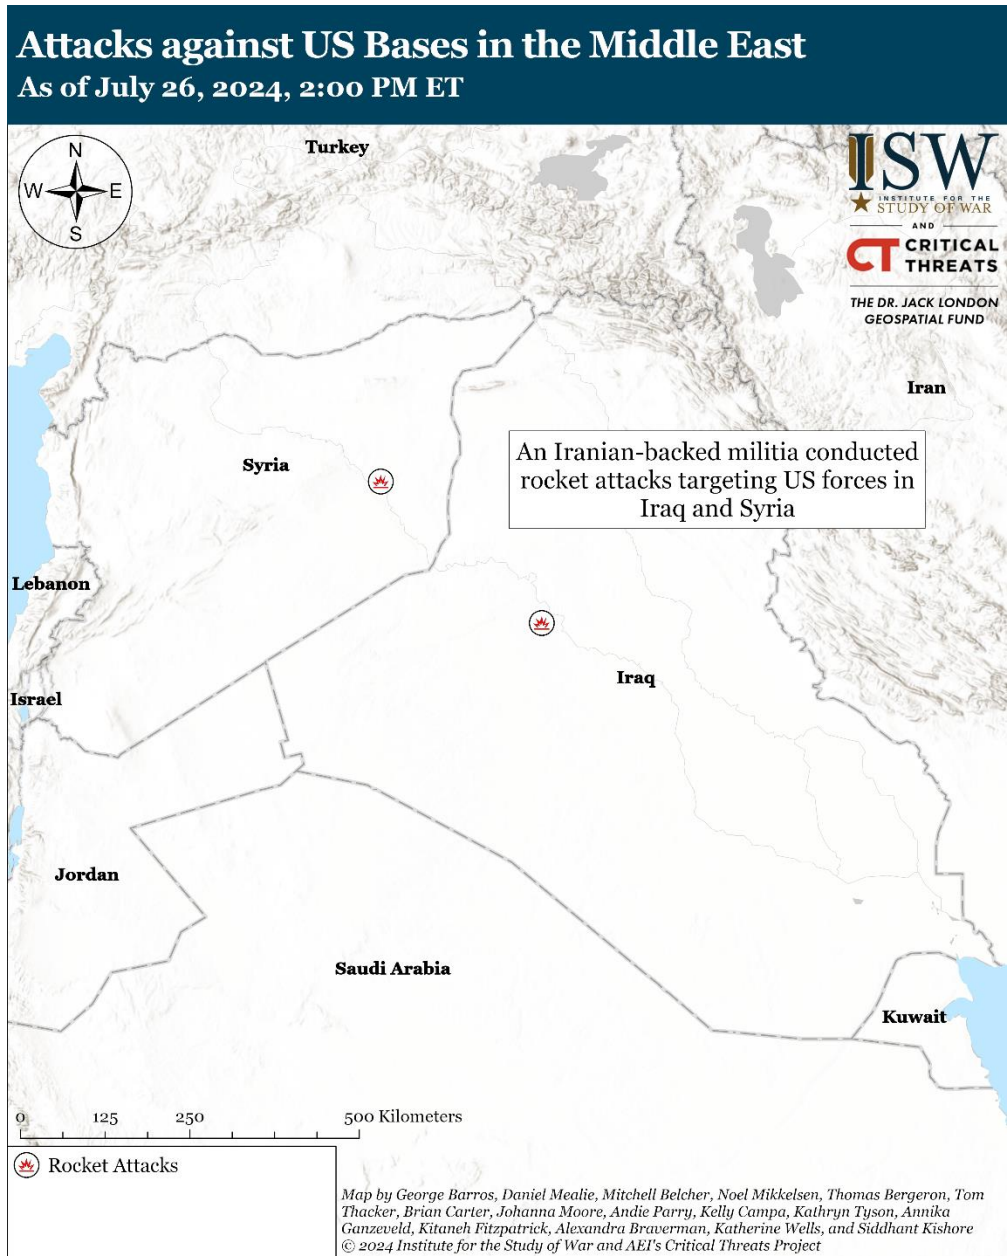 Attacks against US Bases in the Middle East
As of July 26, 2024, 2:00 PM ET
N
W
E
S
Turkey
ISW
INSTITUTE FOR THE
STUDY OF WAR
AND
CT CRITICAL
THREATS
THE DR. JACK LONDON
GEOSPATIAL FUND
Iran
An Iranian-backed militia conducted
rocket attacks targeting US forces in
Iraq and Syria
Syria
Lebanon
Iraq
Israel
Jordan
Saudi Arabia
Kuwait
0 125 250 500 Kilometers
Rocket Attacks
Map by George Barros, Daniel Mealie, Mitchell Belcher, Noel Mikkelsen, Thomas Bergeron, Tom
Thacker, Brian Carter, Johanna Moore, Andie Parry, Kelly Campa, Kathryn Tyson, Annika
Ganzeveld, Kitaneh Fitzpatrick, Alexandra Braverman, Katherine Wells, and Siddhant Kishore
© 2024 Institute for the Study of War and AEI's Critical Threats Project